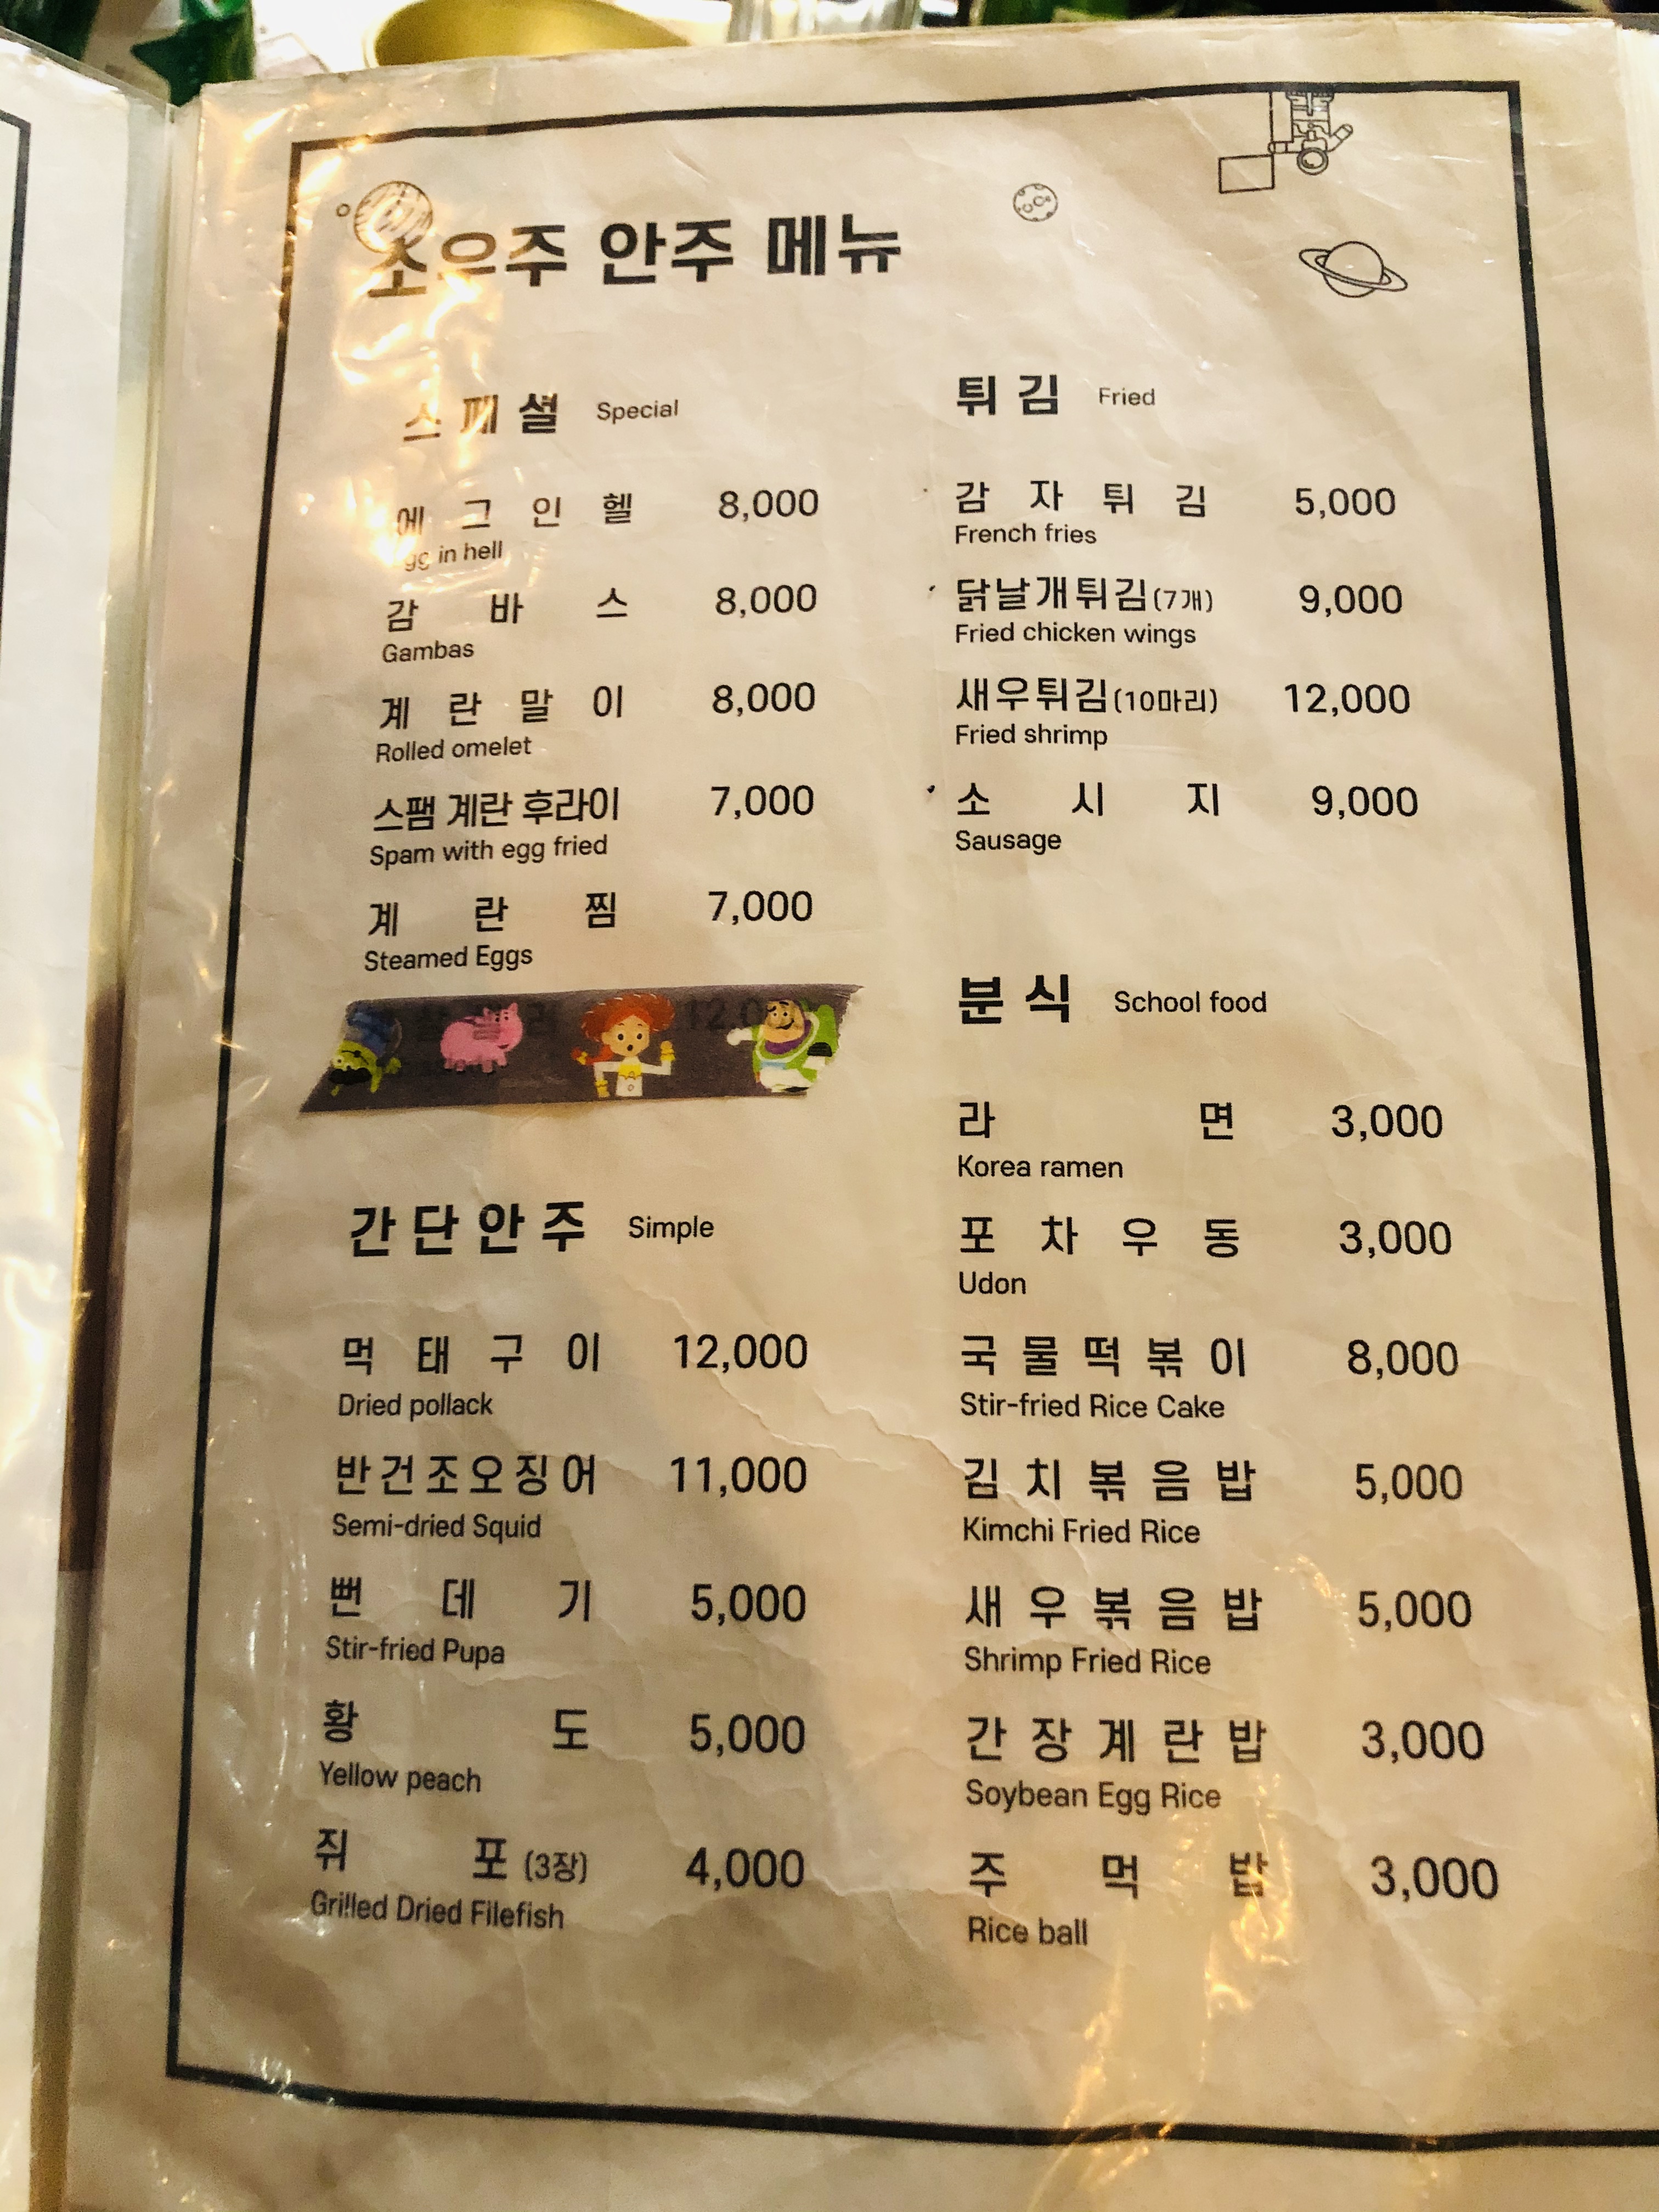 소우주 안주 메뉴
스페셜 Special
에그인헬 8,000
Egg in hell
감바스 8,000
Gambas
계란말이 8,000
Rolled omelet
스팸 계란 후라이 7,000
Spam with egg fried
계란찜 7,000
Steamed Eggs
12,0
간단안주 Simple
먹태구이 12,000
Dried pollack
반건조오징어 11,000
Semi-dried Squid
뻔데기 5,000
Stir-fried Pupa
황도 5,000
Yellow peach
쥐포(3장) 4,000
Grilled Dried Filefish
튀김 Fried
감자튀김 5,000
French fries
닭날개튀김(7개) 9,000
Fried chicken wings
새우튀김(10마리) 12,000
Fried shrimp
소시지 9,000
Sausage
분식 School food
라면 3,000
Korea ramen
포차우동 3,000
Udon
국물떡볶이 8,000
Stir-fried Rice Cake
김치볶음밥 5,000
Kimchi Fried Rice
새우볶음밥 5,000
Shrimp Fried Rice
간장계란밥 3,000
Soybean Egg Rice
주먹밥 3,000
Rice ball